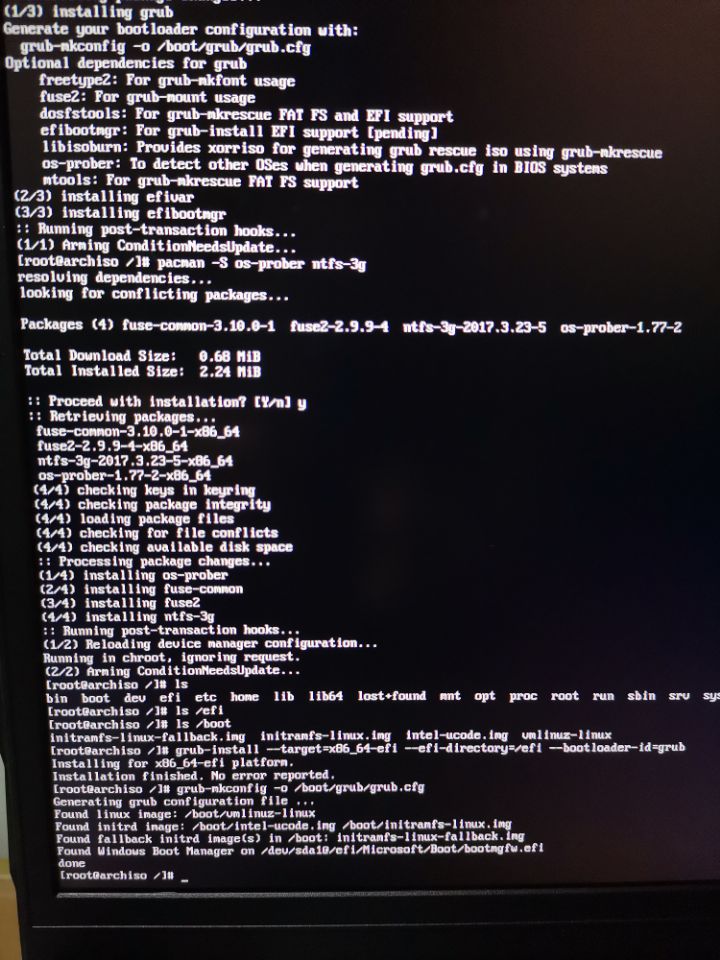 (1/3) installing grub
Generate your bootloader configuration with:
grub-mkconfig -o /boot/grub/grub.cfg
Optional dependencies for grub
freetype2: For grub-mkfont usage
fuse2: For grub-mount usage
dosfstools: For grub-mkrescue FAT FS and EFI support
efibootmgr: For grub-install EFI support [pending]
libisoburn: Provides xorriso for generating grub rescue iso using grub-mkrescue
os-prober: To detect other OSes when generating grub.cfg in BIOS systems
mtools: For grub-mkrescue FAT FS support
(2/3) installing efivar
(3/3) installing efibootmgr
:: Running post-transaction hooks...
(1/1) Arming ConditionNeedsUpdate...
[root@archiso /]# pacman -S os-prober ntfs-3g
resolving dependencies...
looking for conflicting packages...
Packages (4) fuse-common-3.10.0-1 fuse2-2.9.9-4 ntfs-3g-2017.3.23-5 os-prober-1.77-2
Total Download Size: 0.68 MiB
Total Installed Size: 2.24 MiB
:: Proceed with installation? [Y/n] y
:: Retrieving packages...
fuse-common-3.10.0-1-x86_64
fuse2-2.9.9-4-x86_64
ntfs-3g-2017.3.23-5-x86_64
os-prober-1.77-2-x86_64
(4/4) checking keys in keyring
(4/4) checking package integrity
(4/4) loading package files
(4/4) checking for file conflicts
(4/4) checking available disk space
:: Processing package changes...
(1/4) installing os-prober
(2/4) installing fuse-common
(3/4) installing fuse2
(4/4) installing ntfs-3g
:: Running post-transaction hooks...
(1/2) Reloading device manager configuration...
Running in chroot, ignoring request.
(2/2) Arming ConditionNeedsUpdate...
[root@archiso /]# ls
bin boot dev efi etc home lib lib64 lost+found mnt opt proc root run sbin srv sys
[root@archiso /]# ls /efi
[root@archiso /]# ls /boot
initramfs-linux-fallback.img initramfs-linux.img intel-ucode.img vmlinuz-linux
[root@archiso /]# grub-install --target=x86_64-efi --efi-directory=/efi --bootloader-id=grub
Installing for x86_64-efi platform.
Installation finished. No error reported.
[root@archiso /]# grub-mkconfig -o /boot/grub/grub.cfg
Generating grub configuration file ...
Found linux image: /boot/vmlinuz-linux
Found initrd image: /boot/intel-ucode.img /boot/initramfs-linux.img
Found fallback initrd image(s) in /boot: initramfs-linux-fallback.img
Found Windows Boot Manager on /dev/sda10/efi/Microsoft/Boot/bootmgfw.efi
done
[root@archiso /]# _